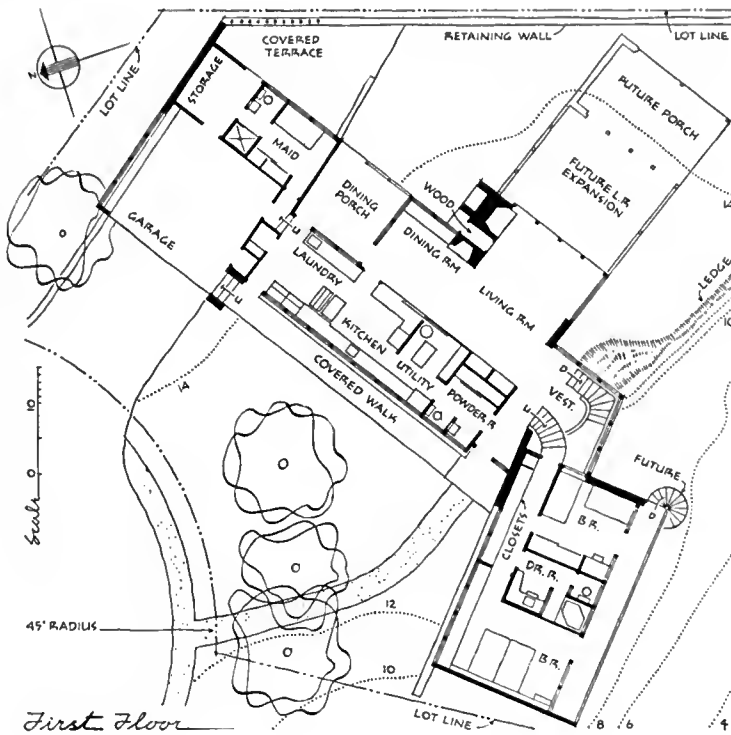 COVERED
TERRACE
RETAINING WALL
LOT LINE
N
LOT LINE
STORAGE
MAID
FUTURE PORCH
FUTURE L.R.
EXPANSION
WOOD
DINING
PORCH
DINING RM
GARAGE
U
LAUNDRY
LIVING RM
14
LEDGE
10
U
KITCHEN
UTILITY
POWDER R
COVERED WALK
14
D
VEST.
U
10
0
Scale
FUTURE
D
CLOSETS
B.R.
DR. R.
B.R.
45' RADIUS
12
10
LOT LINE
8
6
4
First Floor